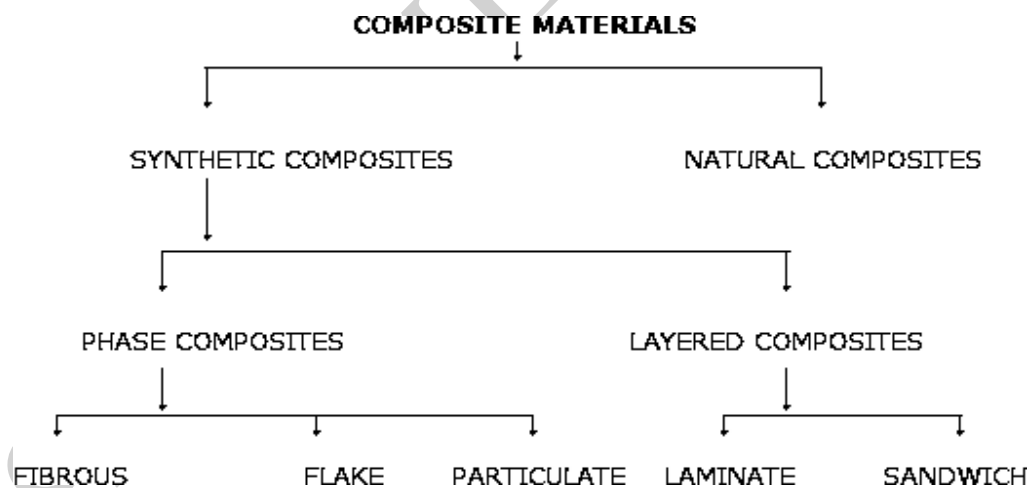 COMPOSITE MATERIALS
SYNTHETIC COMPOSITES NATURAL COMPOSITES
PHASE COMPOSITES LAYERED COMPOSITES
FIBROUS FLAKE PARTICULATE LAMINATE SANDWICH